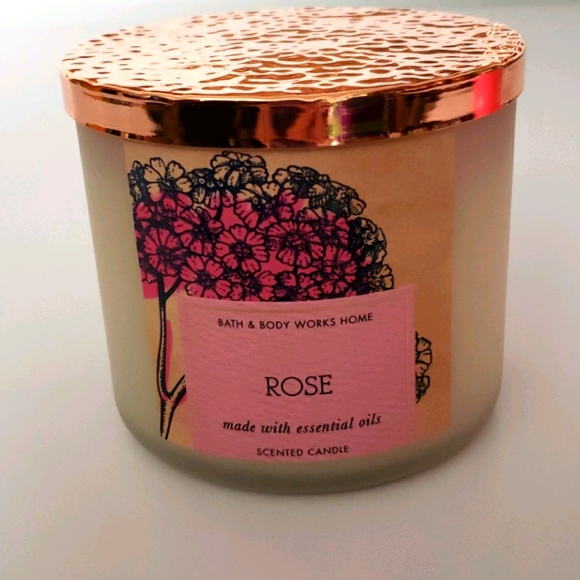 BATH & BODY WORKS HOME
ROSE
made with essential oils
SCENTED CANDLE